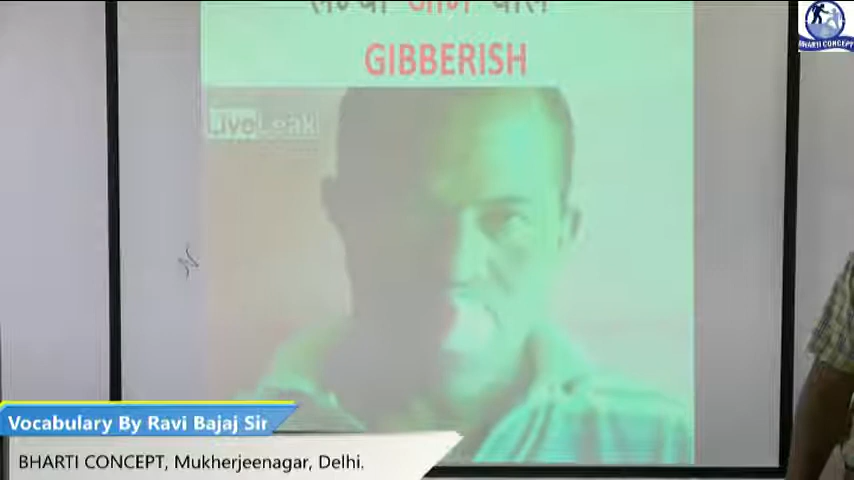 GIBBERISH
LiveLeak
BHARTI CONCEPT
Vocabulary By Ravi Bajaj Sir
BHARTI CONCEPT, Mukherjeenagar, Delhi.